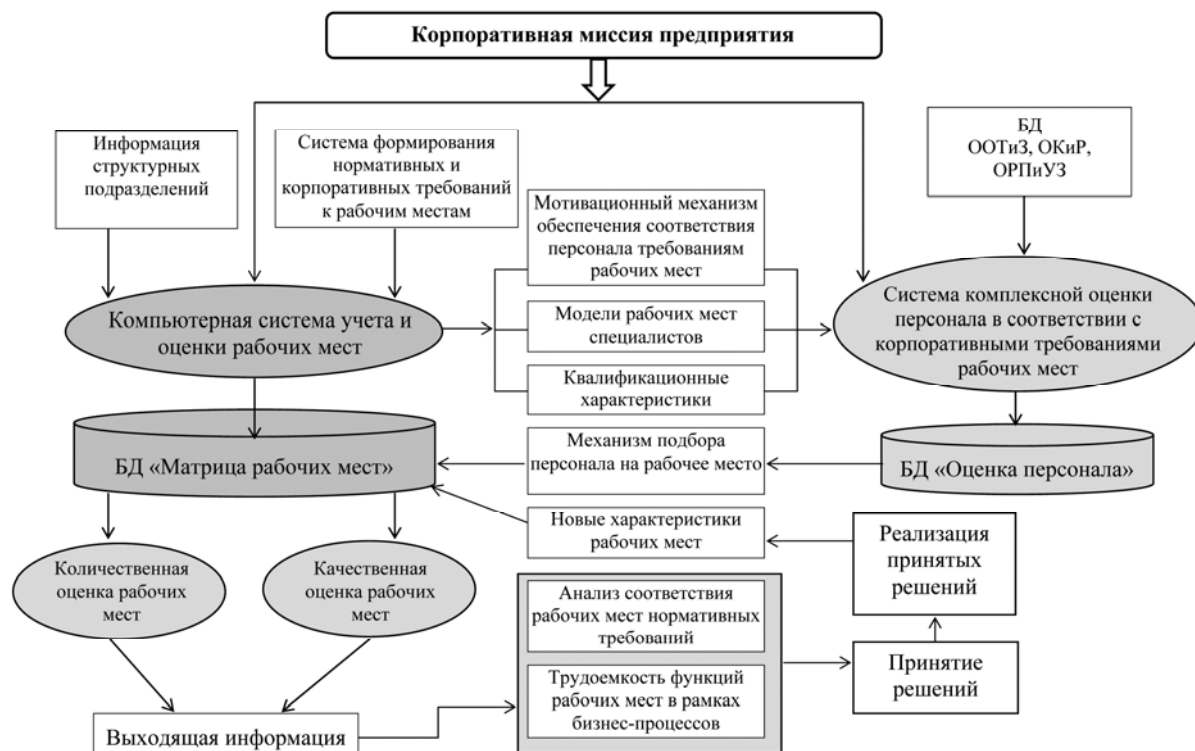 Корпоративная миссия предприятия
Информация
структурных
подразделений
Система формирования
нормативных и
корпоративных требований
к рабочим местам
БД
ООТиЗ, ОКиР,
ОРПиУЗ
Мотивационный механизм
обеспечения соответствия
персонала требованиям
рабочих мест
Компьютерная система учета и
оценки рабочих мест
Модели рабочих мест
специалистов
Квалификационные
характеристики
Система комплексной оценки
персонала в соответствии с
корпоративными требованиями
рабочих мест
БД «Матрица рабочих мест»
Механизм подбора
персонала на рабочее место
БД «Оценка персонала»
Новые характеристики
рабочих мест
Реализация
принятых
решений
Количественная
оценка рабочих
мест
Качественная
оценка рабочих
мест
Анализ соответствия
рабочих мест нормативных
требований
Трудоемкость функций
рабочих мест в рамках
бизнес-процессов
Принятие
решений
Выходящая информация